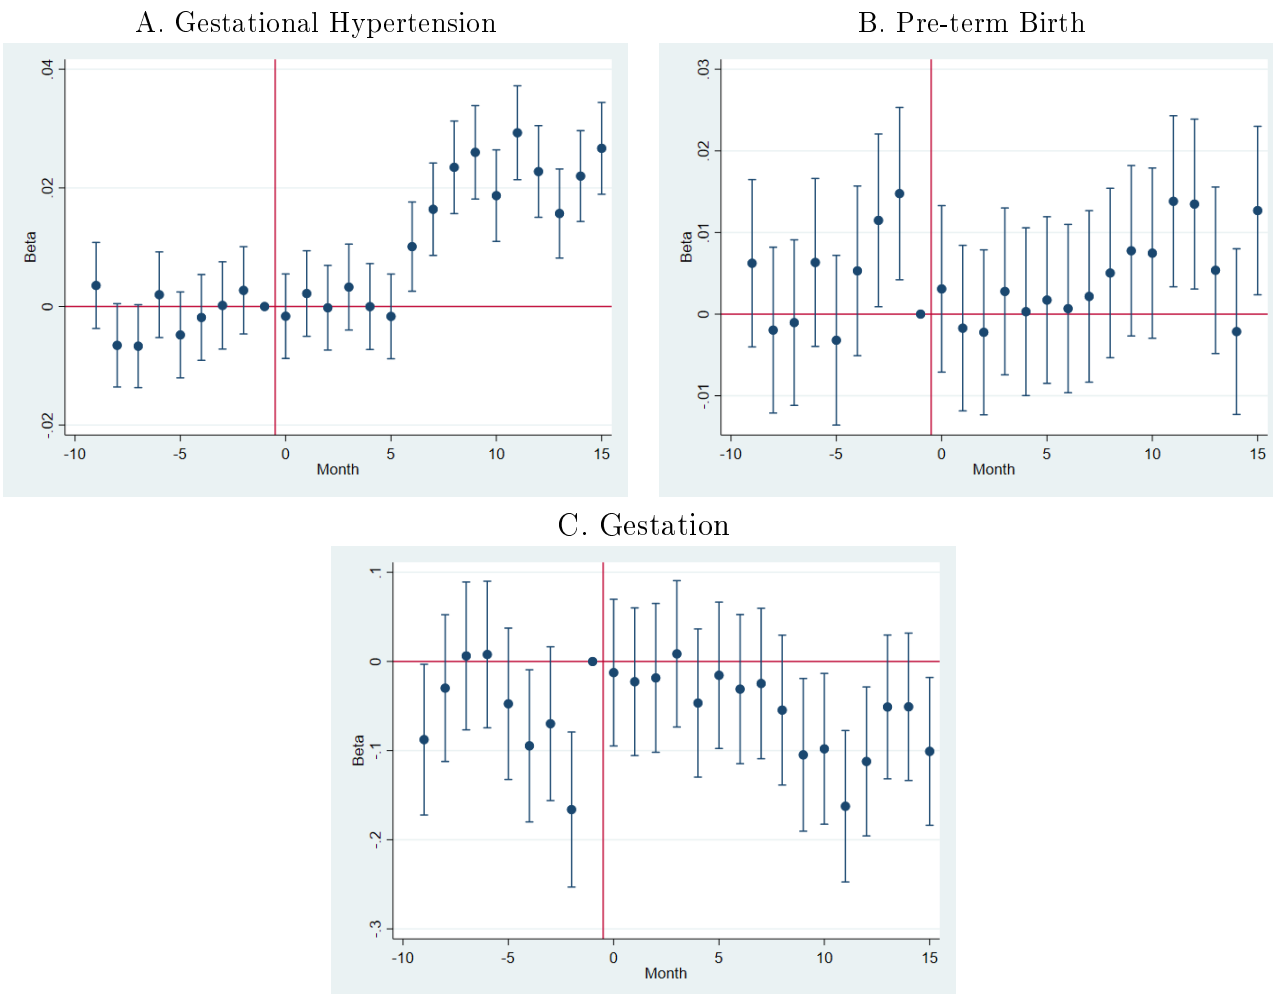 A. Gestational Hypertension
Beta
.04
.02
0
-.02
-10 -5 0 5 10 15
Month
B. Pre-term Birth
Beta
.03
.02
.01
0
-.01
-10 -5 0 5 10 15
Month
C. Gestation
Beta
.1
0
-.1
-.2
-.3
-10 -5 0 5 10 15
Month